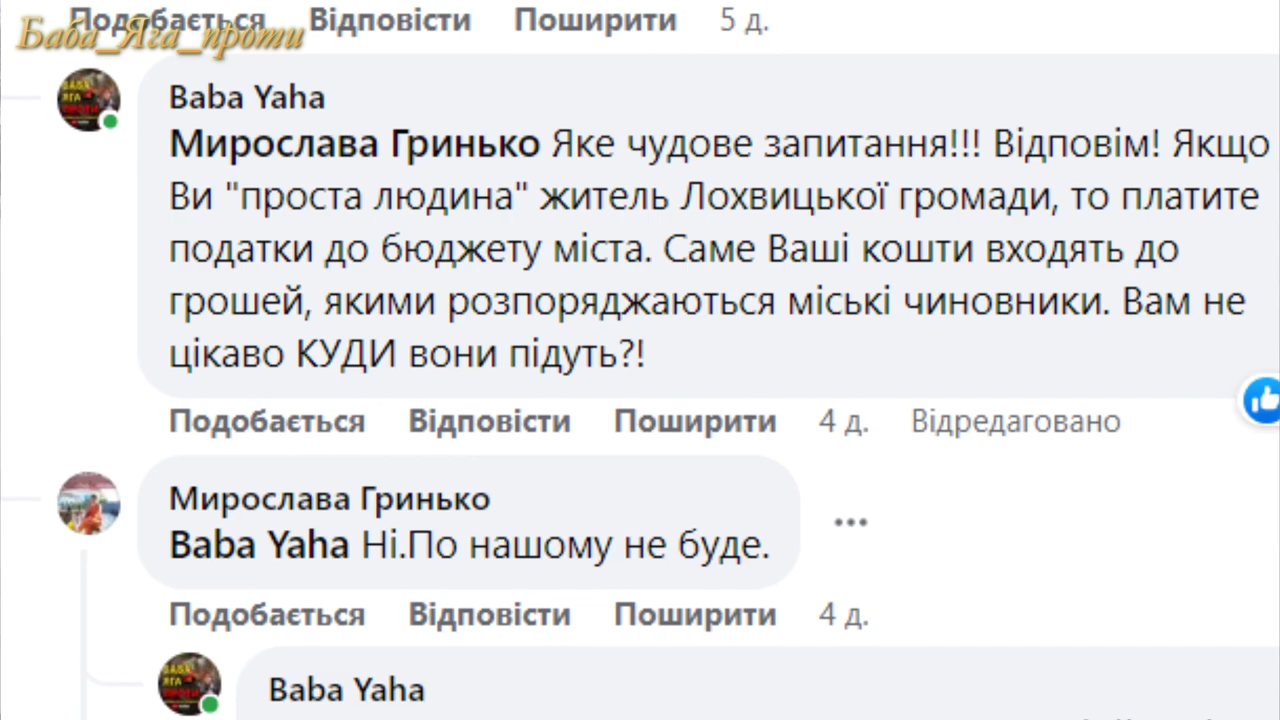 Подобається Відповісти Поширити 5 д.
Баба_Яга_проти
Baba Yaha
Мирослава Гринько Яке чудове запитання!!! Відповім! Якщо
Ви "проста людина" житель Лохвицької громади, то платите
податки до бюджету міста. Саме Ваші кошти входять до
грошей, якими розпоряджаються міські чиновники. Вам не
цікаво КУДИ вони підуть?!
Подобається Відповісти Поширити 4 д. Відредаговано
Мирослава Гринько
Baba Yaha Ні.По нашому не буде.
Подобається Відповісти Поширити 4 д.
Baba Yaha